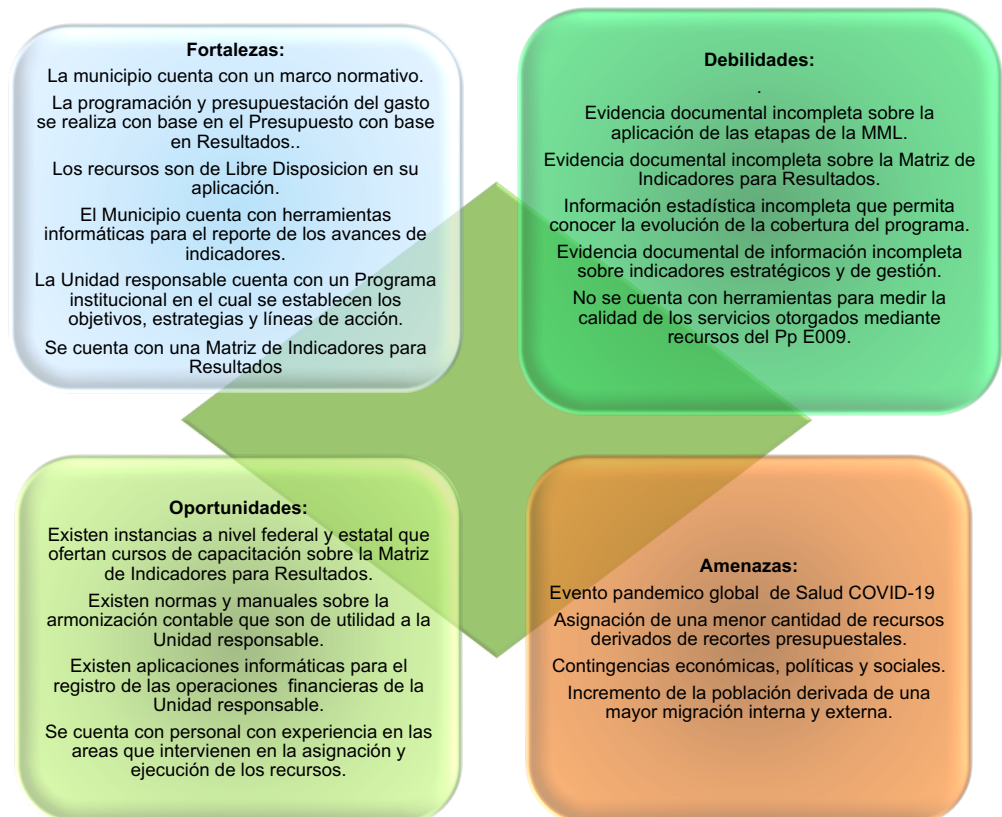 Fortalezas:
La municipio cuenta con un marco normativo.
La programación y presupuestación del gasto
se realiza con base en el Presupuesto con base
en Resultados..
Los recursos son de Libre Disposicion en su
aplicación.
El Municipio cuenta con herramientas
informáticas para el reporte de los avances de
indicadores.
La Unidad responsable cuenta con un Programa
institucional en el cual se establecen los
objetivos, estrategias y líneas de acción.
Se cuenta con una Matriz de Indicadores para
Resultados
Debilidades:
.
Evidencia documental incompleta sobre la
aplicación de las etapas de la MML.
Evidencia documental incompleta sobre la Matriz de
Indicadores para Resultados.
Información estadística incompleta que permita
conocer la evolución de la cobertura del programa.
Evidencia documental de información incompleta
sobre indicadores estratégicos y de gestión.
No se cuenta con herramientas para medir la
calidad de los servicios otorgados mediante
recursos del Pp E009.
Oportunidades:
Existen instancias a nivel federal y estatal que
ofertan cursos de capacitación sobre la Matriz
de Indicadores para Resultados.
Existen normas y manuales sobre la
armonización contable que son de utilidad a la
Unidad responsable.
Existen aplicaciones informáticas para el
registro de las operaciones financieras de la
Unidad responsable.
Se cuenta con personal con experiencia en las
areas que intervienen en la asignación y
ejecución de los recursos.
Amenazas:
Evento pandemico global de Salud COVID-19
Asignación de una menor cantidad de recursos
derivados de recortes presupuestales.
Contingencias económicas, políticas y sociales.
Incremento de la población derivada de una
mayor migración interna y externa.